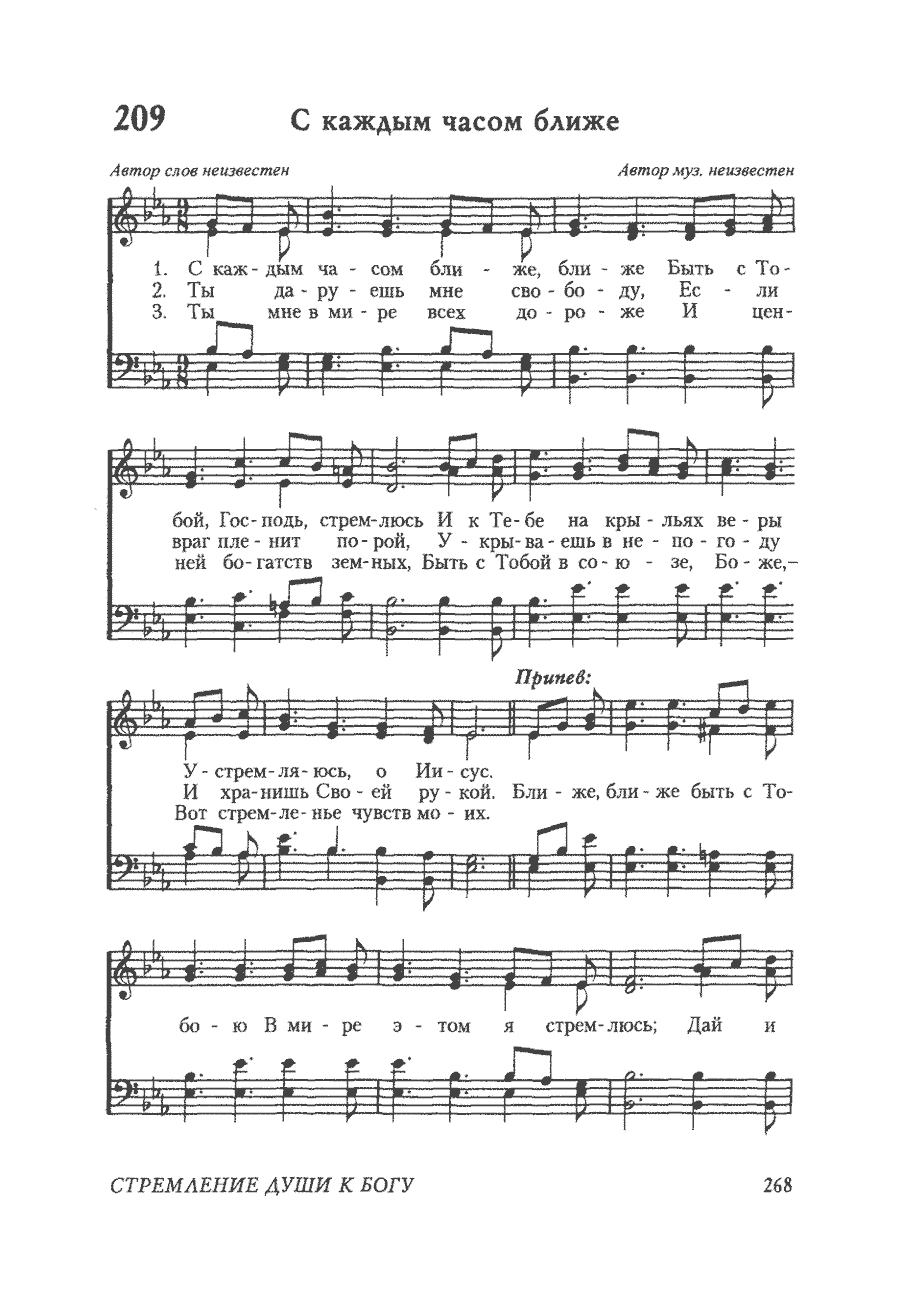 209 С каждым часом ближе
Автор слов неизвестен Автор муз. неизвестен
1. С каж - дым ча - сом бли - же, бли - же Быть с То -
2. Ты да - ру - ешь мне сво - бо - ду, Ес - ли
3. Ты мне в ми - ре всех до - ро - же И цен-
бой, Гос- подь, стрем-люсь И к Те- бе на кры - льях ве - ры
враг пле - нит по - рой, У - кры- ва - ешь в не - по - го - ду
ней бо- гатств зем-ных, Быть с Тобой в со- ю - зе, Бо - же,–
Припев:
У - стрем- ля- юсь, о Ии - сус.
И хра-нишь Сво - ей ру - кой. Бли - же, бли - же быть с То-
Вот стрем-ле- нье чувств мо - их.
бо - ю В ми - ре э - том я стрем- люсь; Дай и
СТРЕМЛЕНИЕ ДУШИ К БОГУ 268